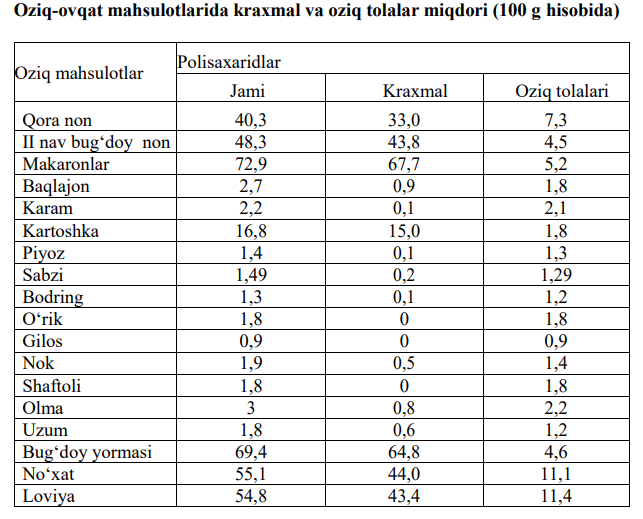 Oziq-ovqat mahsulotlarida kraxmal va oziq tolalar miqdori (100 g hisobida)
Oziq mahsulotlar Polisaxaridlar
Jami Kraxmal Oziq tolalari
Qora non 40,3 33,0 7,3
II nav bug‘doy non 48,3 43,8 4,5
Makaronlar 72,9 67,7 5,2
Baqlajon 2,7 0,9 1,8
Karam 2,2 0,1 2,1
Kartoshka 16,8 15,0 1,8
Piyoz 1,4 0,1 1,3
Sabzi 1,49 0,2 1,29
Bodring 1,3 0,1 1,2
O‘rik 1,8 0 1,8
Gilos 0,9 0 0,9
Nok 1,9 0,5 1,4
Shaftoli 1,8 0 1,8
Olma 3 0,8 2,2
Uzum 1,8 0,6 1,2
Bug‘doy yormasi 69,4 64,8 4,6
No‘xat 55,1 44,0 11,1
Loviya 54,8 43,4 11,4